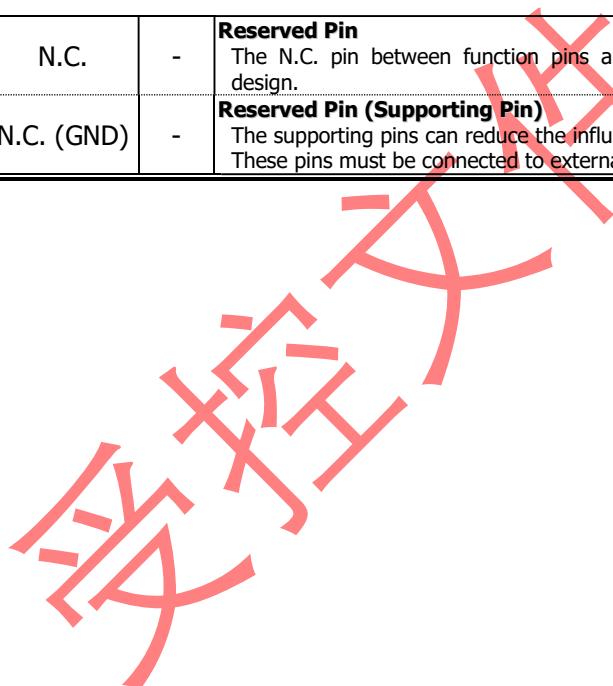 N.C.
-
Reserved Pin
The N.C. pin between function pins a
design.
N.C. (GND)
-
Reserved Pin (Supporting Pin)
The supporting pins can reduce the influ
These pins must be connected to externa
受控文件